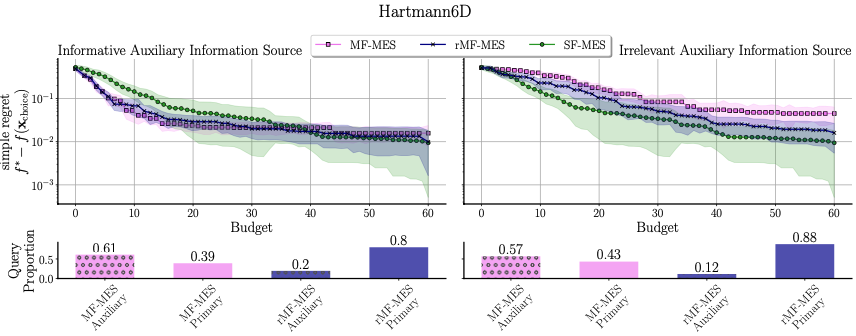 Hartmann6D
Informative Auxiliary Information Source
MF-MES
rMF-MES
SF-MES
Irrelevant Auxiliary Information Source
simple regret
f* − f(x_choice)
10⁻¹
10⁻²
10⁻³
0 10 20 30 40 50 60
Budget
0 10 20 30 40 50 60
Budget
Query
Proportion
0.5
0.0
0.61
0.39
0.2
0.8
0.57
0.43
0.12
0.88
MF-MES
Auxiliary
MF-MES
Primary
rMF-MES
Auxiliary
rMF-MES
Primary
MF-MES
Auxiliary
MF-MES
Primary
rMF-MES
Auxiliary
rMF-MES
Primary